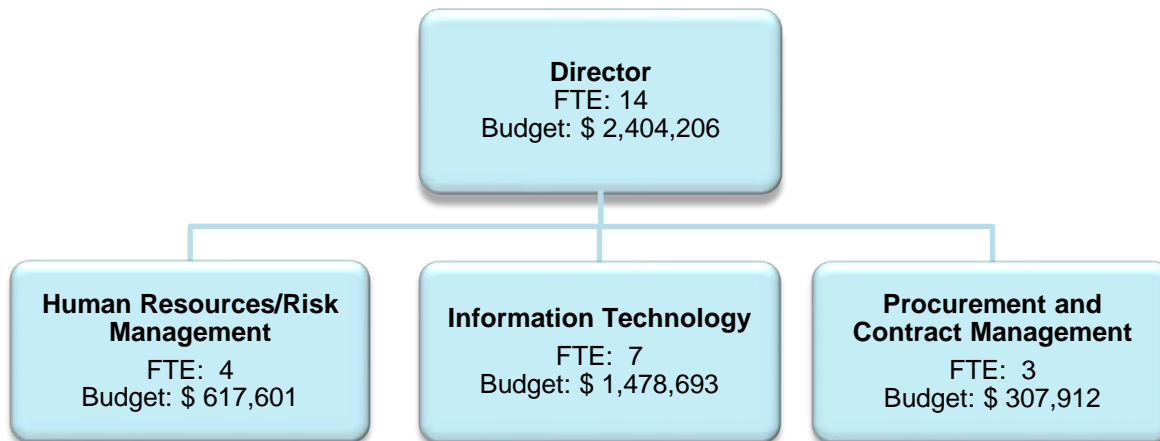 Director
FTE: 14
Budget: $ 2,404,206
Human Resources/Risk
Management
FTE:  4
Budget: $ 617,601
Information Technology
FTE:  7
Budget: $ 1,478,693
Procurement and
Contract Management
FTE:  3
Budget: $ 307,912